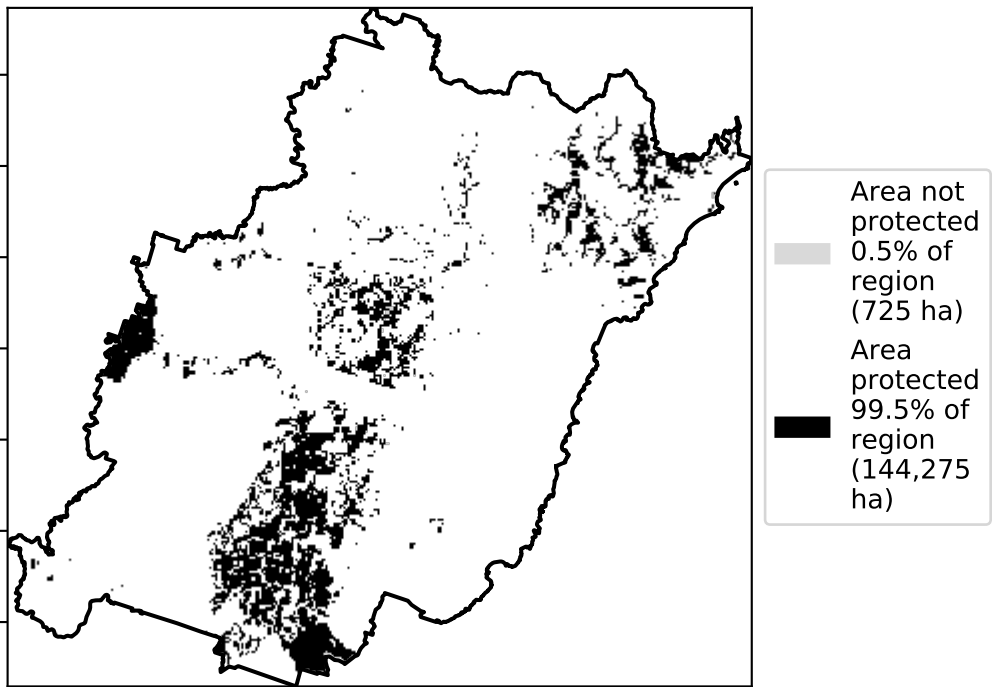 Area not
protected
0.5% of
region
(725 ha)
Area
protected
99.5% of
region
(144,275
ha)